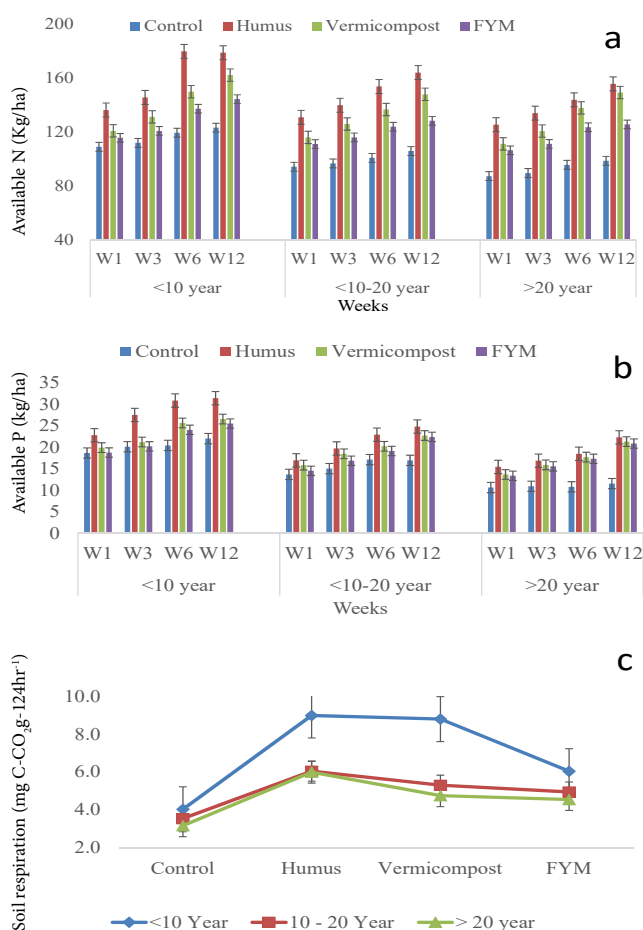 Control Humus Vermicompost FYM
a
Available N (Kg/ha)
200
160
120
80
40
W1 W3 W6 W12 W1 W3 W6 W12 W1 W3 W6 W12
<10 year <10-20 year >20 year
Weeks
Control Humus Vermicompost FYM
b
Available P (kg/ha)
35
30
25
20
15
10
5
0
W1 W3 W6 W12 W1 W3 W6 W12 W1 W3 W6 W12
<10 year <10-20 year >20 year
Weeks
c
Soil respiration (mg C-CO₂g-124hr⁻¹)
10.0
8.0
6.0
4.0
2.0
Control Humus Vermicompost FYM
<10 Year 10 - 20 Year > 20 year